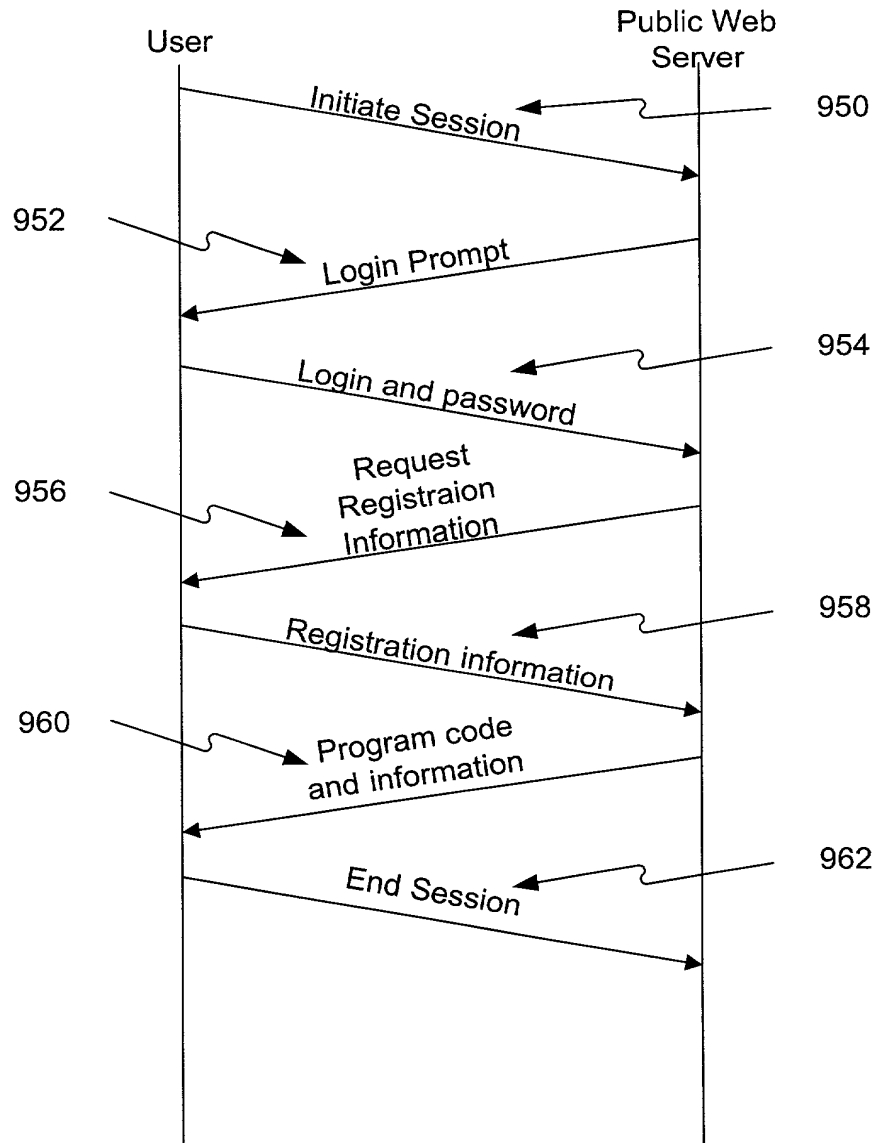 User
Public Web
Server
Initiate Session
950
952
Login Prompt
954
Login and password
956
Request
Registraion
Information
958
Registration information
960
Program code
and information
962
End Session